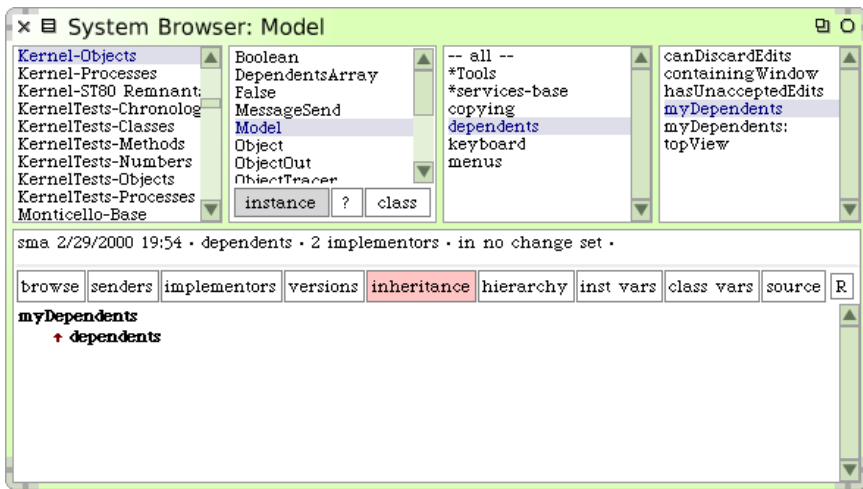 System Browser: Model
Kernel-Objects
Kernel-Processes
Kernel-ST80 Remnant
KernelTests-Chronolog
KernelTests-Classes
KernelTests-Methods
KernelTests-Numbers
KernelTests-Objects
KernelTests-Processes
Monticello-Base
Boolean
DependentsArray
False
MessageSend
Model
Object
ObjectOut
ObjectTracer
instance ? class
-- all --
*Tools
*services-base
copying
dependents
keyboard
menus
canDiscardEdits
containingWindow
hasUnacceptedEdits
myDependents
myDependents:
topView
sma 2/29/2000 19:54 · dependents · 2 implementors · in no change set ·
browse senders implementors versions inheritance hierarchy inst vars class vars source R
myDependents
↑ dependents